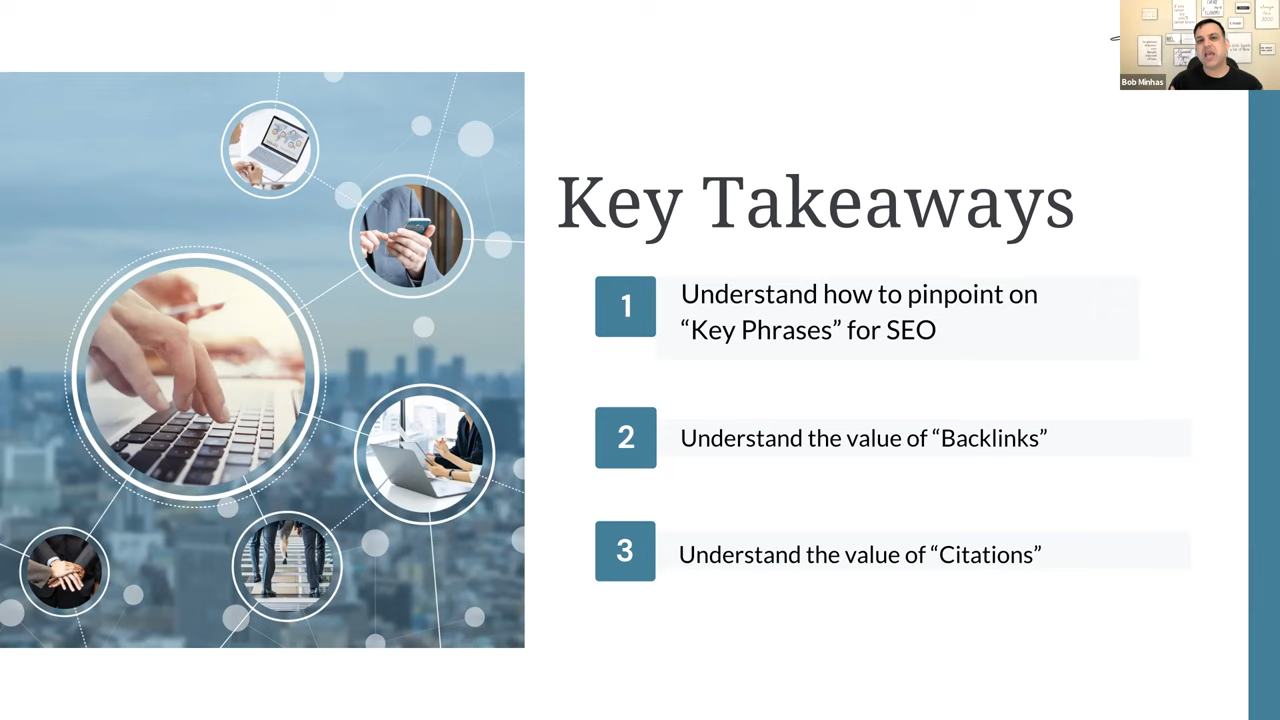 Bob Minhas
Key Takeaways
1
Understand how to pinpoint on
“Key Phrases” for SEO
2
Understand the value of “Backlinks”
3
Understand the value of “Citations”